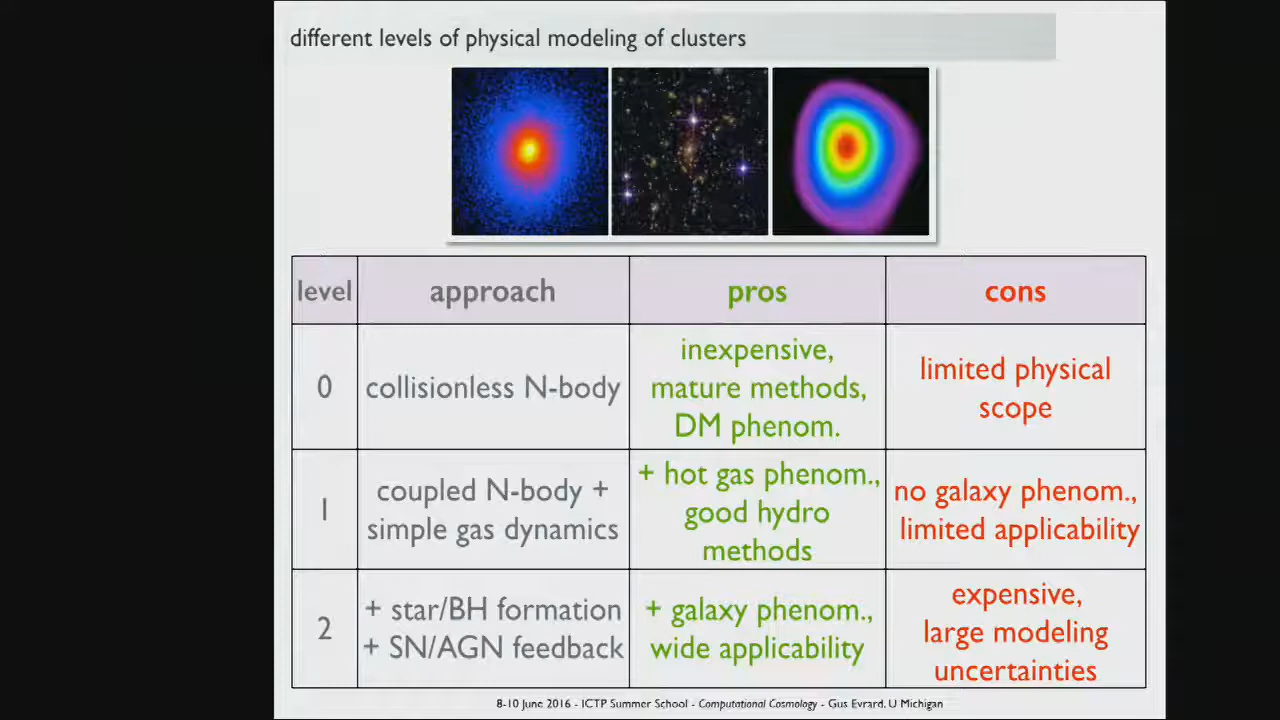 different levels of physical modeling of clusters
level approach pros cons
0
collisionless N-body
inexpensive,
mature methods,
DM phenom.
limited physical
scope
1
coupled N-body +
simple gas dynamics
+ hot gas phenom.,
good hydro
methods
no galaxy phenom.,
limited applicability
2
+ star/BH formation
+ SN/AGN feedback
+ galaxy phenom.,
wide applicability
expensive,
large modeling
uncertainties
8-10 June 2016 - ICTP Summer School - Computational Cosmology - Gus Evrard, U Michigan